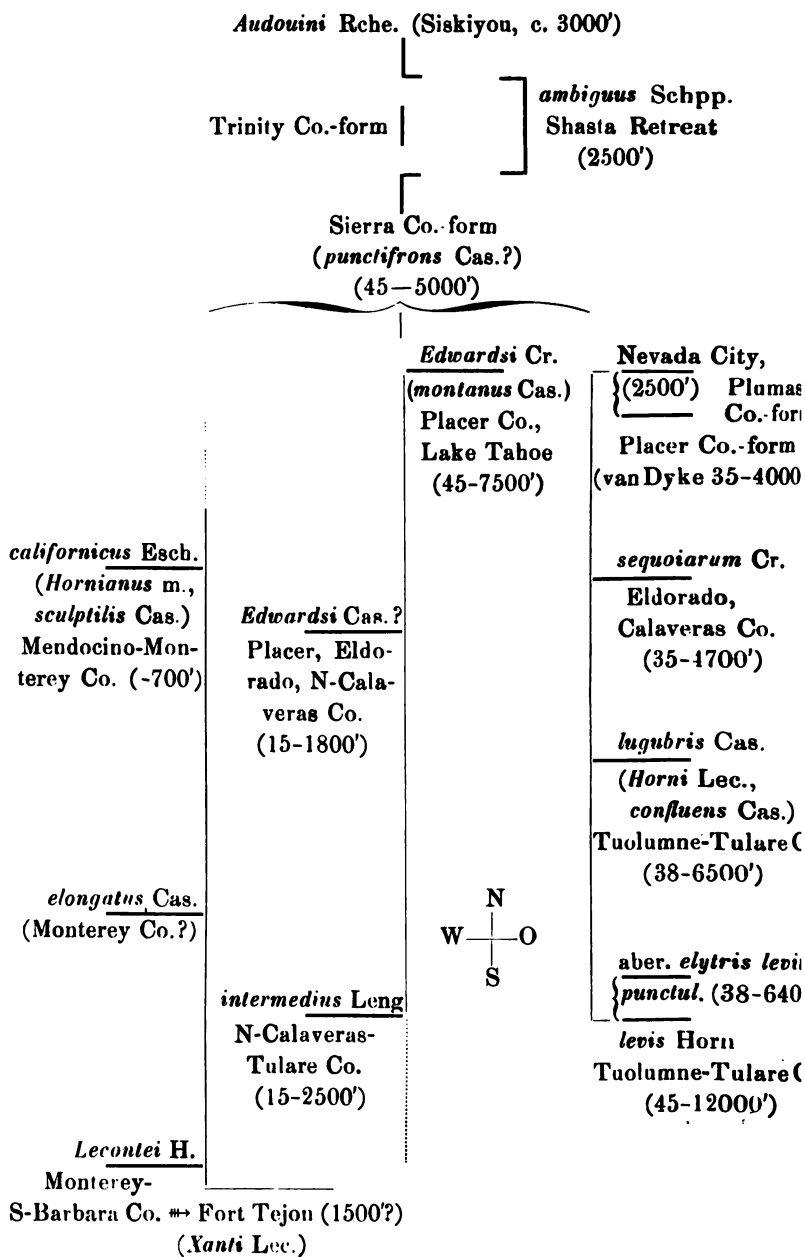 Audouini Rche. (Siskiyou, c. 3000')
ambiguus Schpp.
Trinity Co.-form
Shasta Retreat
(2500')
Sierra Co.-form
(punctifrons Cas.?)
(45—5000')
Edwardsi Cr.
(montanus Cas.)
Placer Co.,
Lake Tahoe
(45-7500')
Nevada City,
(2500') Plumas
Co.-form
Placer Co.-form
(van Dyke 35-4000
californicus Esch.
(Hornianus m.,
sculptilis Cas.)
Mendocino-Mon-
terey Co. (-700')
Edwardsi Cas. ?
Placer, Eldo-
rado, N-Cala-
veras Co.
(15-1800')
sequoiarum Cr.
Eldorado,
Calaveras Co.
(35-4700')
lugubris Cas.
(Horni Lec.,
confluens Cas.)
Tuolumne-Tulare C
(38-6500')
elongatus Cas.
(Monterey Co.?)
N
W O
S
intermedius Leng
N-Calaveras-
Tulare Co.
(15-2500')
aber. elytris levi
punctul. (38-640
levis Horn
Tuolumne-Tulare C
(45-12000')
Lecontei H.
Monterey-
S-Barbara Co. ⤖ Fort Tejon (1500'?)
(Xanti Lec.)